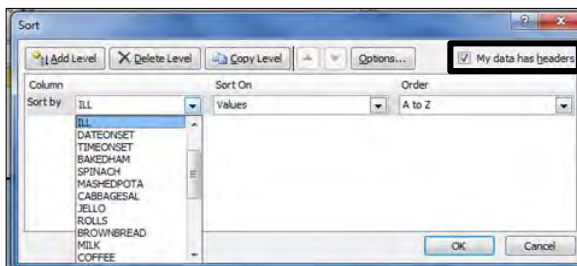 Sort
Add Level Delete Level Copy Level Options... My data has headers
Column Sort On Order
Sort by ILL Values A to Z
ILL
DATEONSET
TIMEONSET
BAKEDHAM
SPINACH
MASHEDPOTA
CABBAGESAL
JELLO
ROLLS
BROWNBREAD
MILK
COFFEE
OK Cancel